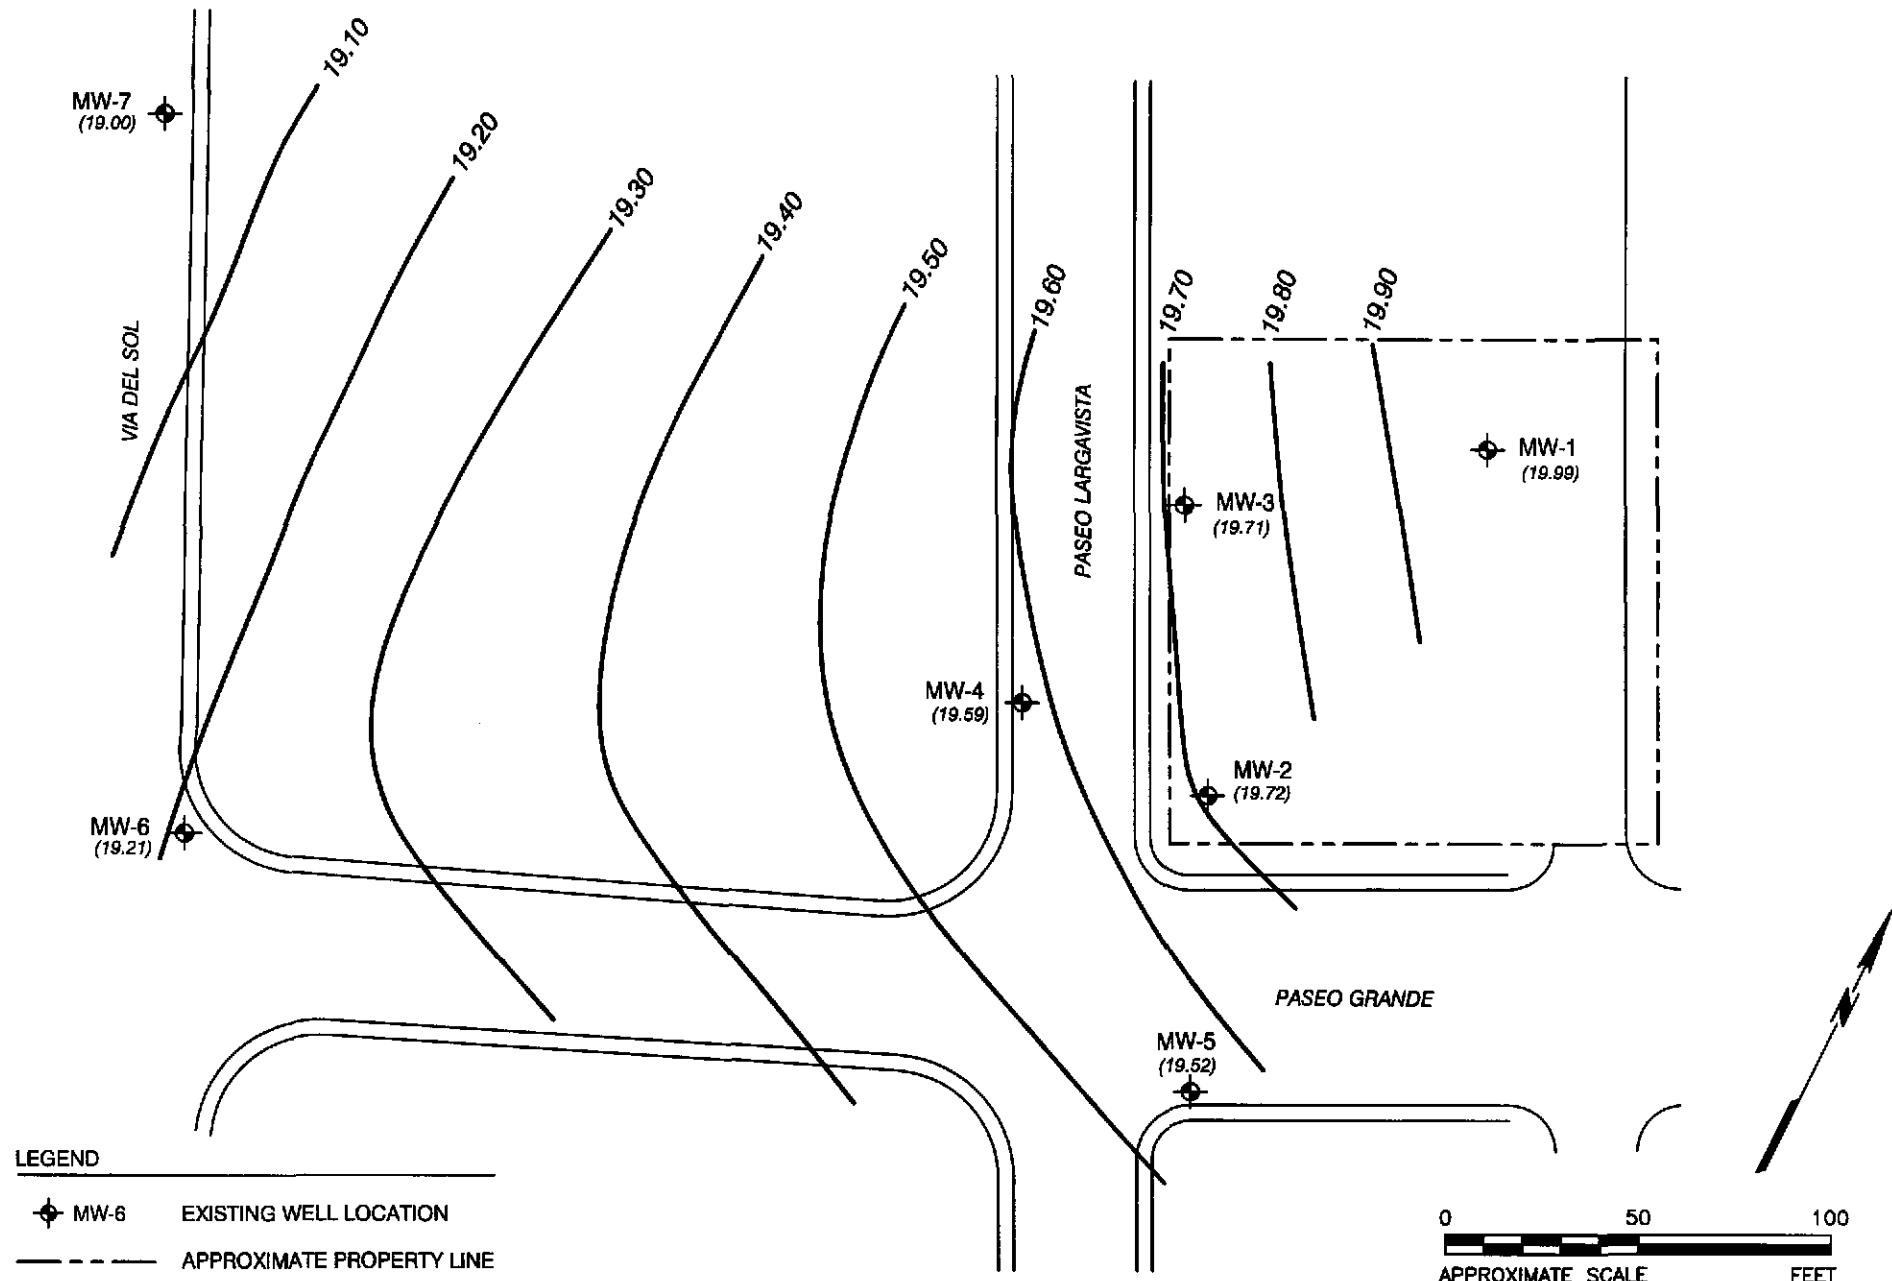 19.10
MW-7
(19.00)
19.20
19.30
19.40
19.50
19.60
19.70
19.80
19.90
VIA DEL SOL
PASEO LARGAVISTA
MW-1
(19.99)
MW-3
(19.71)
MW-4
(19.59)
MW-2
(19.72)
MW-6
(19.21)
PASEO GRANDE
MW-5
(19.52)
LEGEND
MW-6 EXISTING WELL LOCATION
APPROXIMATE PROPERTY LINE
0 50 100
APPROXIMATE SCALE FEET